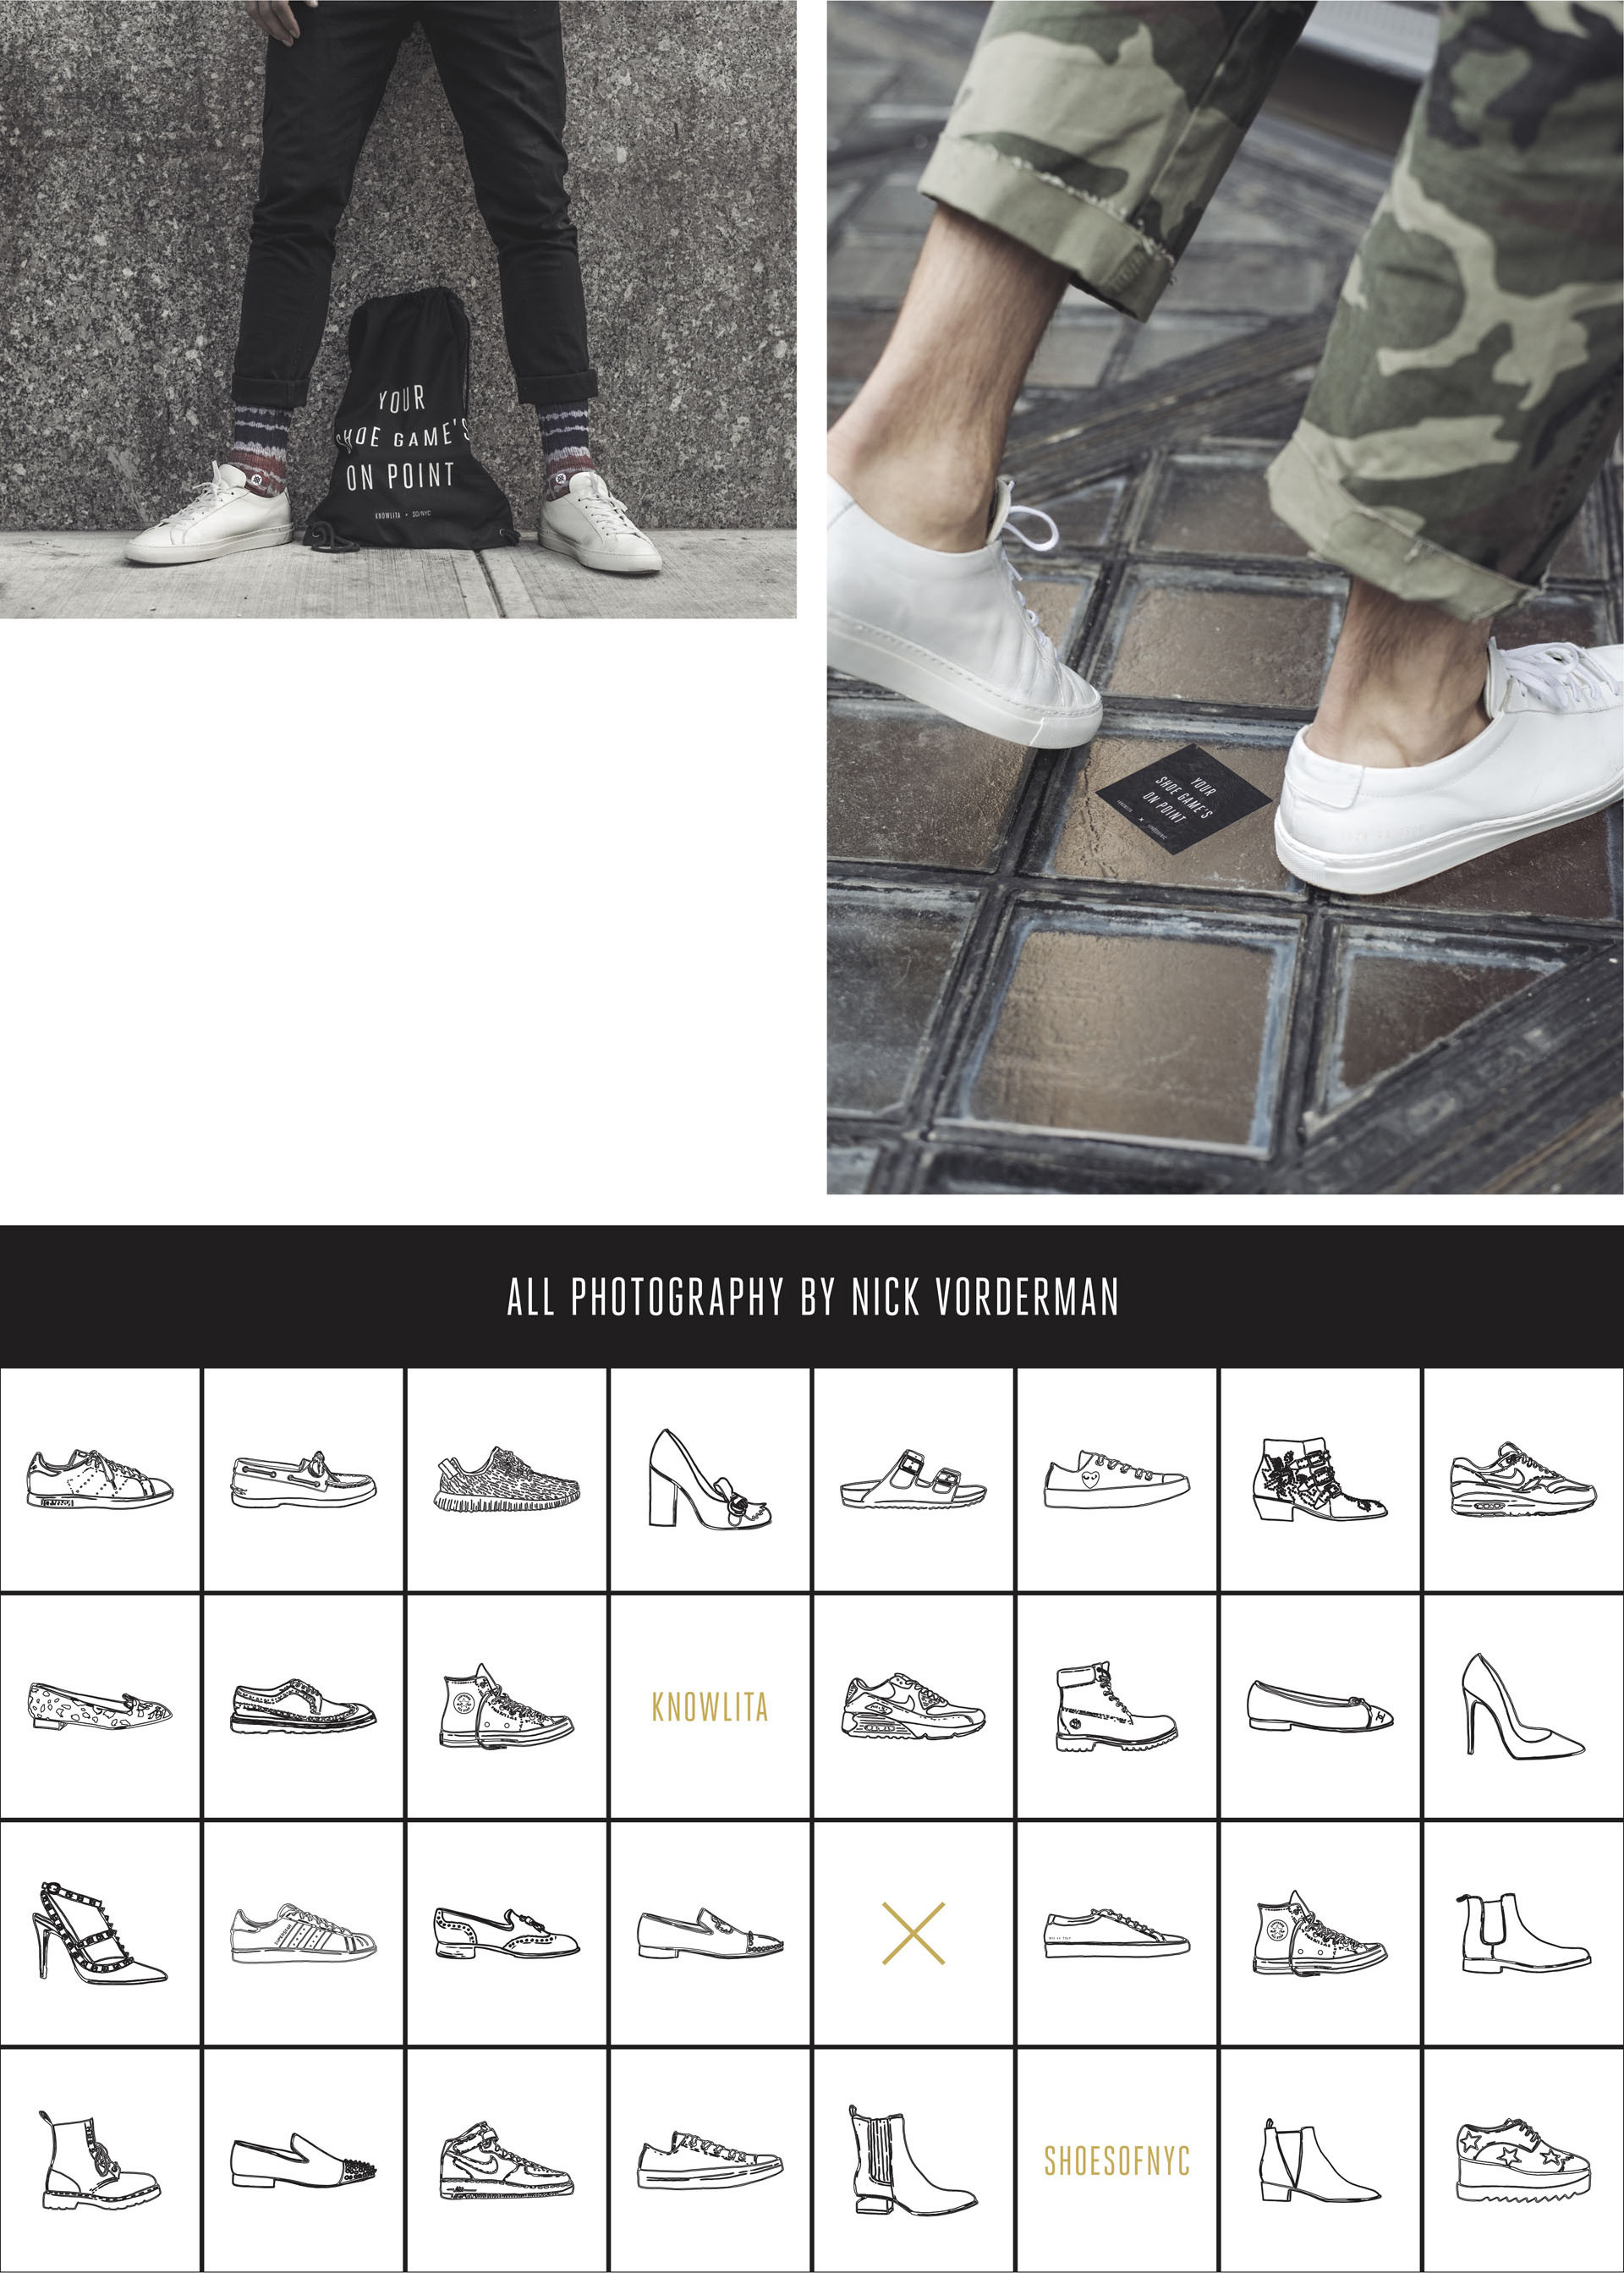 YOUR
SHOE GAME'S
ON POINT
KNOWLITA × SO/NYC
YOUR
SHOE GAME'S
ON POINT
ALL PHOTOGRAPHY BY NICK VORDERMAN
KNOWLITA
SHOESOFNYC